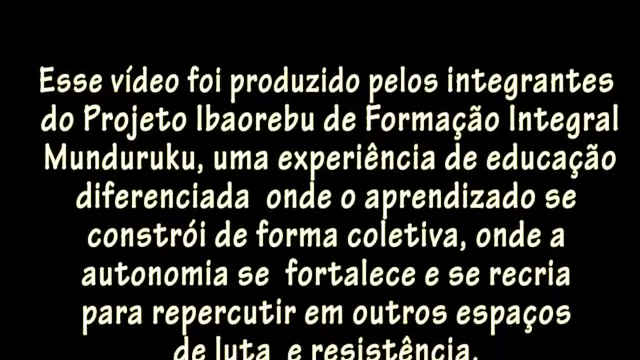 Esse vídeo foi produzido pelos integrantes
do Projeto Ibaorebu de Formação Integral
Munduruku, uma experiência de educação
diferenciada onde o aprendizado se
constrói de forma coletiva, onde a
autonomia se fortalece e se recria
para repercutir em outros espaços
de luta e resistência.